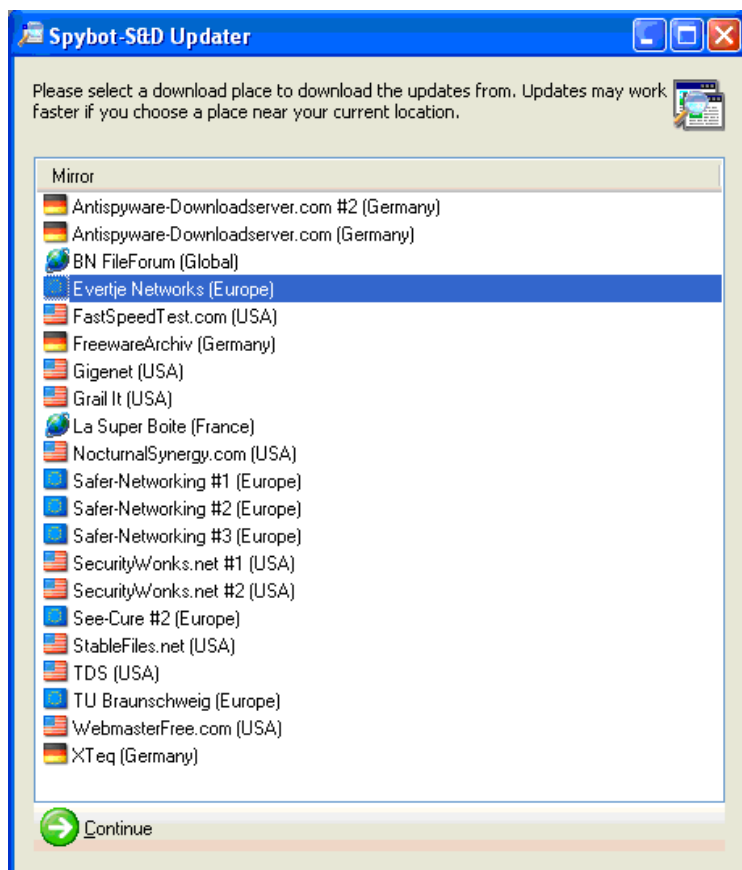 Spybot-S&D Updater
Please select a download place to download the updates from. Updates may work
faster if you choose a place near your current location.
Mirror
Antispyware-Downloadserver.com #2 (Germany)
Antispyware-Downloadserver.com (Germany)
BN FileForum (Global)
Evertje Networks (Europe)
FastSpeedTest.com (USA)
FreewareArchiv (Germany)
Gigenet (USA)
Grail It (USA)
La Super Boite (France)
NocturnalSynergy.com (USA)
Safer-Networking #1 (Europe)
Safer-Networking #2 (Europe)
Safer-Networking #3 (Europe)
SecurityWonks.net #1 (USA)
SecurityWonks.net #2 (USA)
See-Cure #2 (Europe)
StableFiles.net (USA)
TDS (USA)
TU Braunschweig (Europe)
WebmasterFree.com (USA)
XTeq (Germany)
Continue